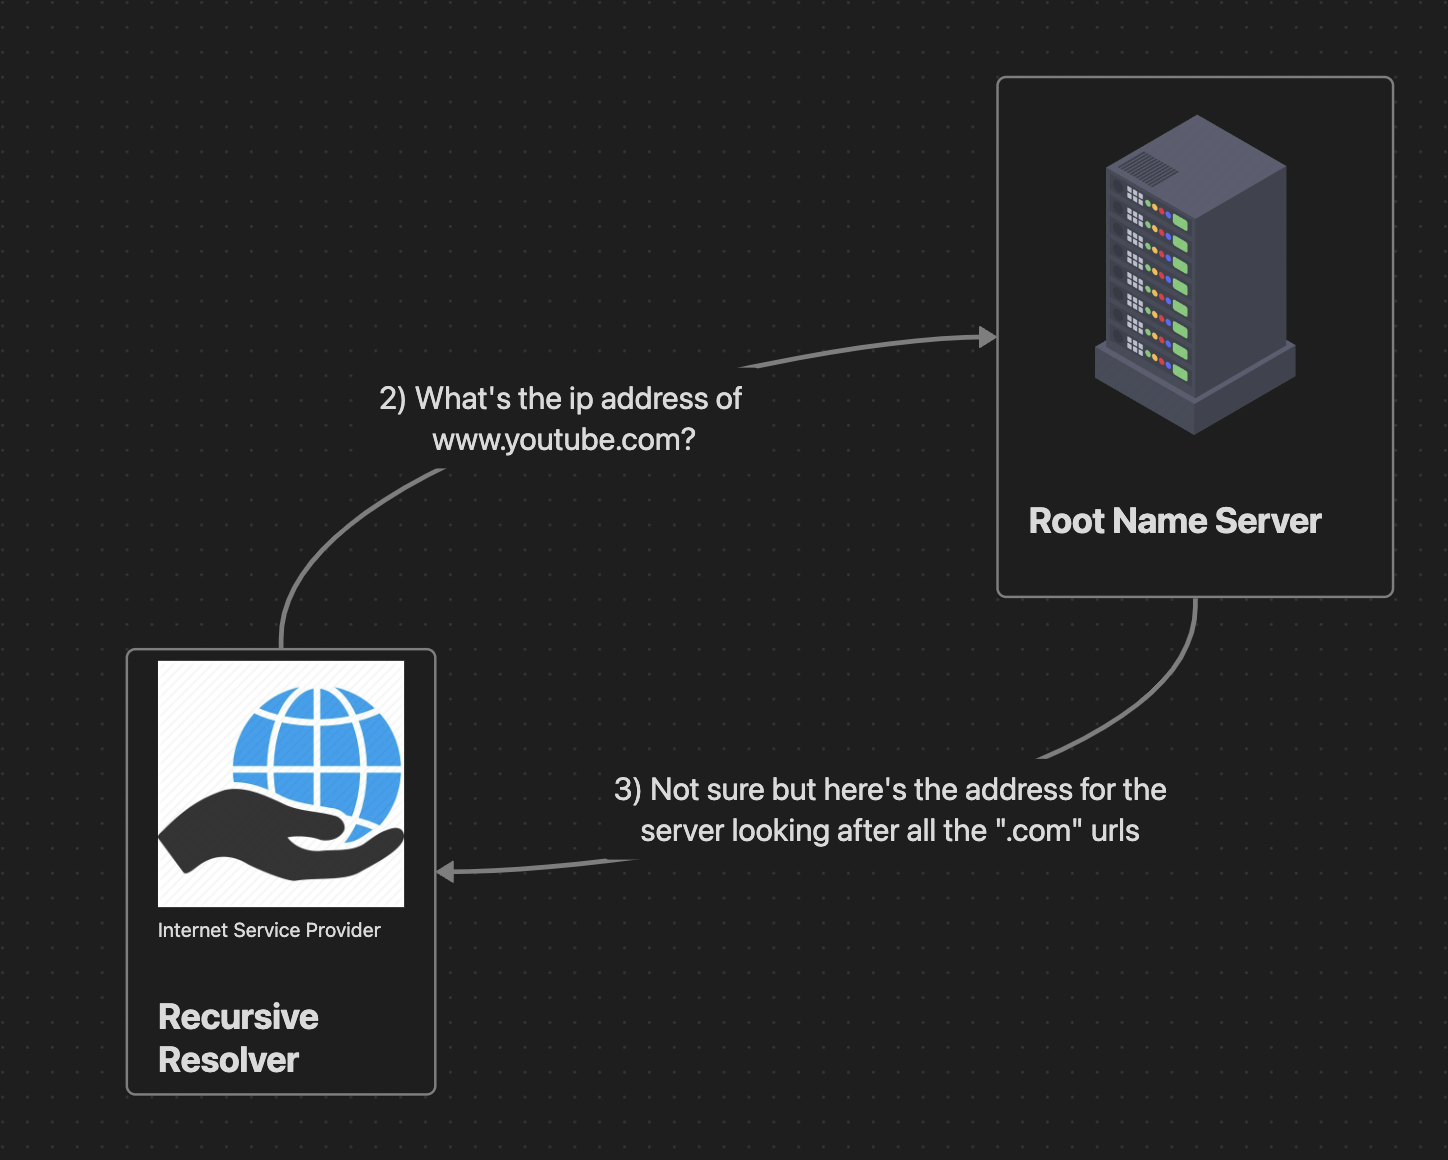 2) What's the ip address of
www.youtube.com?
Root Name Server
3) Not sure but here's the address for the
server looking after all the ".com" urls
Internet Service Provider
Recursive
Resolver